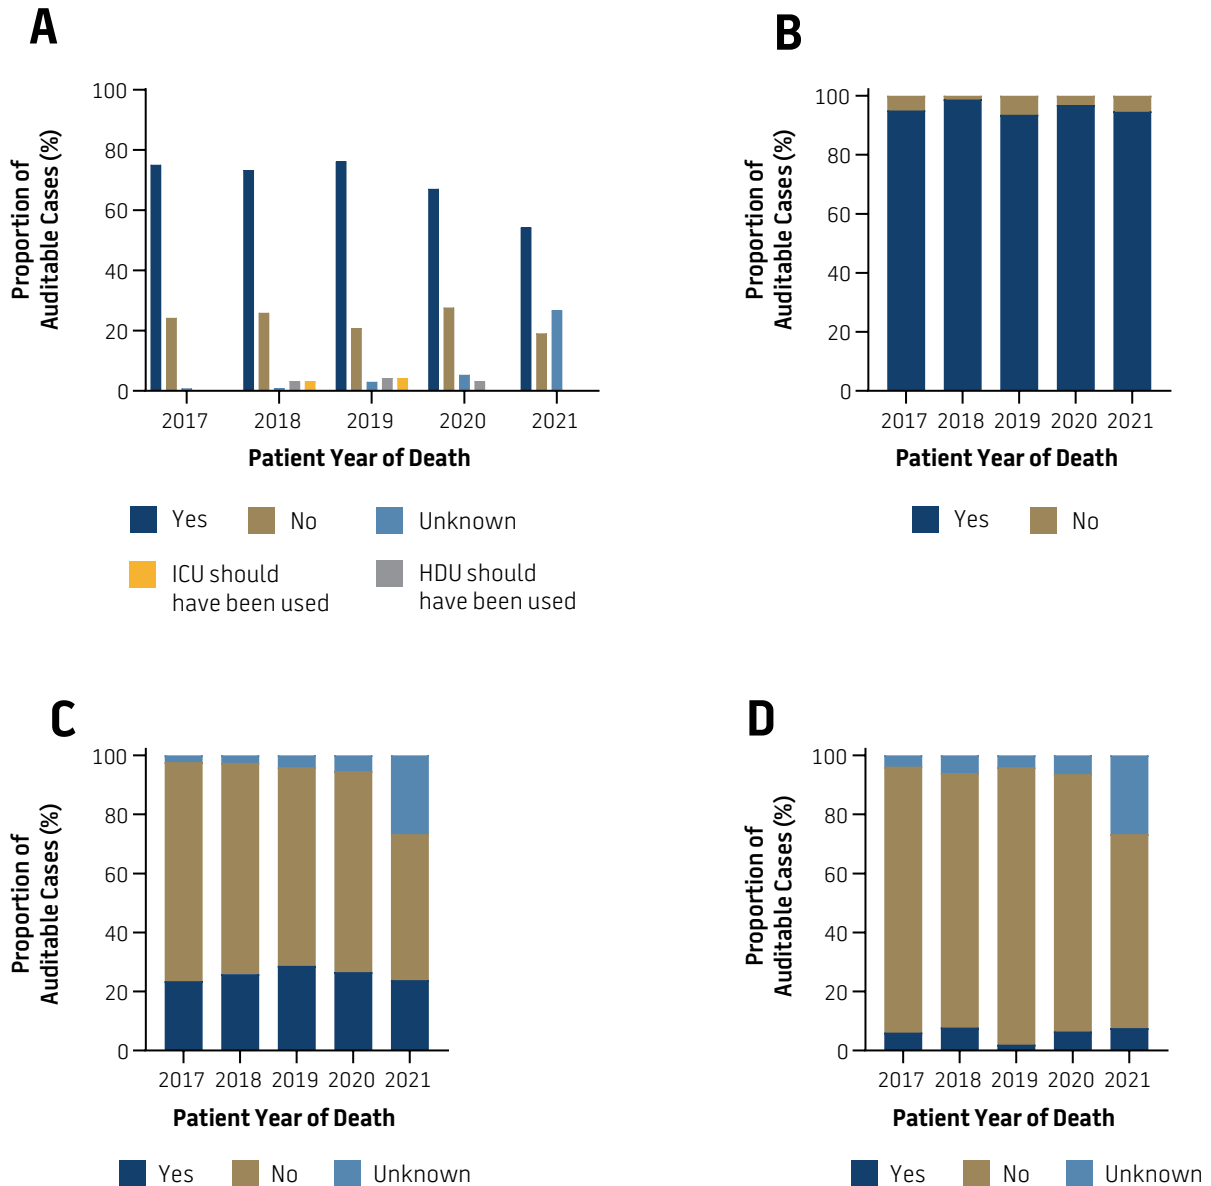 A
Proportion of
Auditable Cases (%)
100
80
60
40
20
0
2017 2018 2019 2020 2021
Patient Year of Death
Yes No Unknown
ICU should
have been used
HDU should
have been used
B
Proportion of
Auditable Cases (%)
100
80
60
40
20
0
2017 2018 2019 2020 2021
Patient Year of Death
Yes No
C
Proportion of
Auditable Cases (%)
100
80
60
40
20
0
2017 2018 2019 2020 2021
Patient Year of Death
Yes No Unknown
D
Proportion of
Auditable Cases (%)
100
80
60
40
20
0
2017 2018 2019 2020 2021
Patient Year of Death
Yes No Unknown